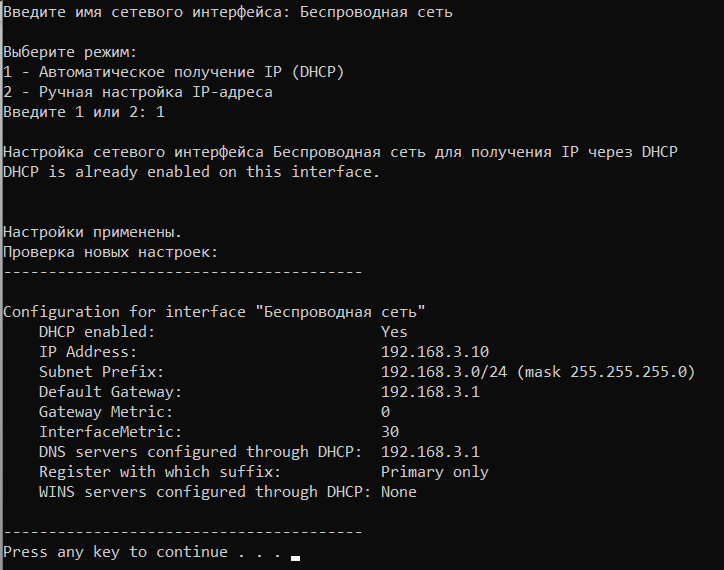 Введите имя сетевого интерфейса: Беспроводная сеть
Выберите режим:
1 - Автоматическое получение IP (DHCP)
2 - Ручная настройка IP-адреса
Введите 1 или 2: 1
Настройка сетевого интерфейса Беспроводная сеть для получения IP через DHCP
DHCP is already enabled on this interface.
Настройки применены.
Проверка новых настроек:
----------------------------------------
Configuration for interface "Беспроводная сеть"
DHCP enabled: Yes
IP Address: 192.168.3.10
Subnet Prefix: 192.168.3.0/24 (mask 255.255.255.0)
Default Gateway: 192.168.3.1
Gateway Metric: 0
InterfaceMetric: 30
DNS servers configured through DHCP: 192.168.3.1
Register with which suffix: Primary only
WINS servers configured through DHCP: None
----------------------------------------
Press any key to continue . . .